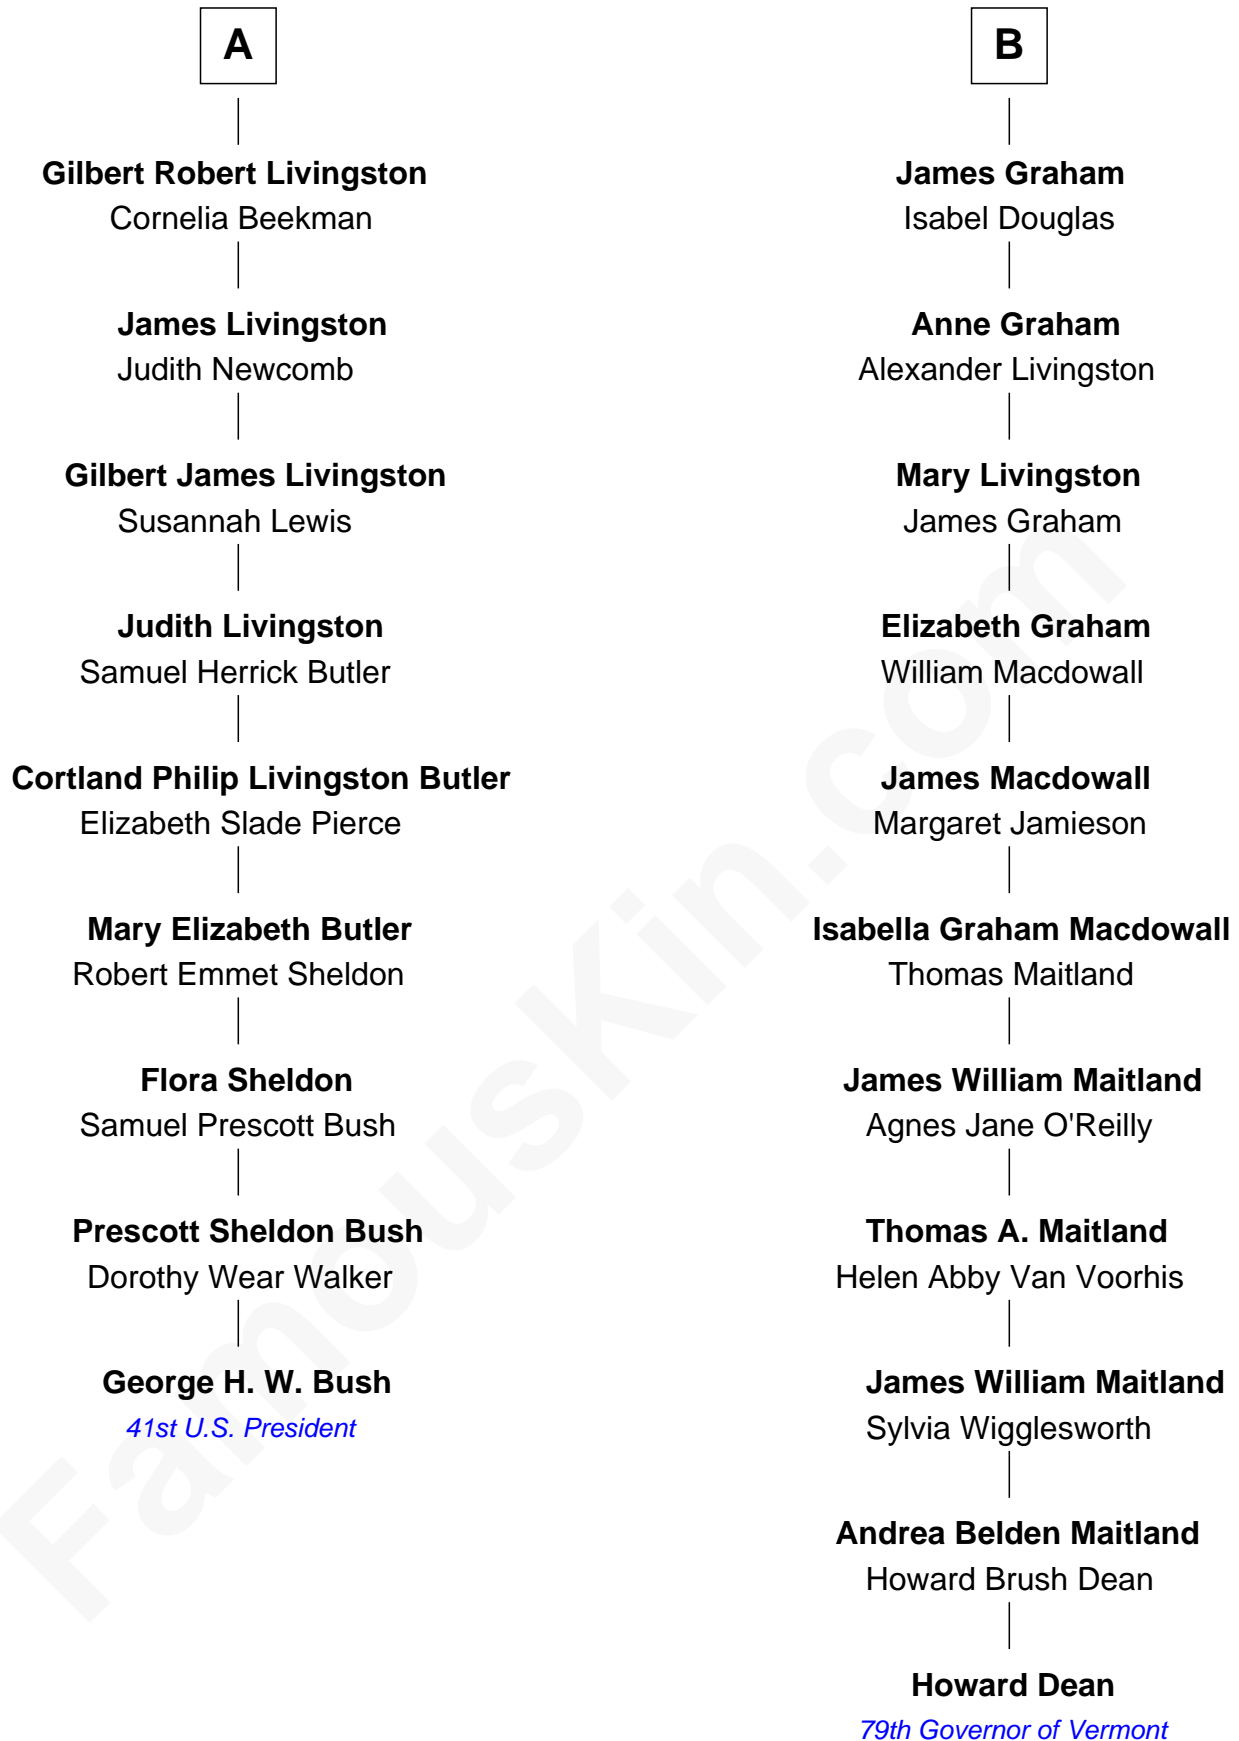 A
Gilbert Robert Livingston
Cornelia Beekman
James Livingston
Judith Newcomb
Gilbert James Livingston
Susannah Lewis
Judith Livingston
Samuel Herrick Butler
Cortland Philip Livingston Butler
Elizabeth Slade Pierce
Mary Elizabeth Butler
Robert Emmet Sheldon
Flora Sheldon
Samuel Prescott Bush
Prescott Sheldon Bush
Dorothy Wear Walker
George H. W. Bush
41st U.S. President
B
James Graham
Isabel Douglas
Anne Graham
Alexander Livingston
Mary Livingston
James Graham
Elizabeth Graham
William Macdowall
James Macdowall
Margaret Jamieson
Isabella Graham Macdowall
Thomas Maitland
James William Maitland
Agnes Jane O'Reilly
Thomas A. Maitland
Helen Abby Van Voorhis
James William Maitland
Sylvia Wigglesworth
Andrea Belden Maitland
Howard Brush Dean
Howard Dean
79th Governor of Vermont
FamousKin.com